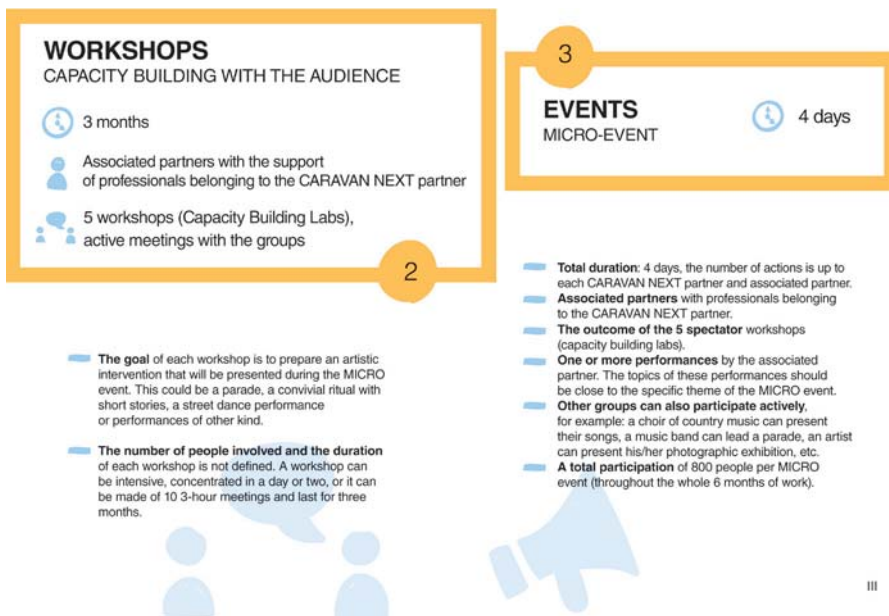 WORKSHOPS
CAPACITY BUILDING WITH THE AUDIENCE
3 months
Associated partners with the support
of professionals belonging to the CARAVAN NEXT partner
5 workshops (Capacity Building Labs),
active meetings with the groups
2
The goal of each workshop is to prepare an artistic
intervention that will be presented during the MICRO
event. This could be a parade, a convivial ritual with
short stories, a street dance performance
or performances of other kind.
The number of people involved and the duration
of each workshop is not defined. A workshop can
be intensive, concentrated in a day or two, or it can
be made of 10 3-hour meetings and last for three
months.
3
EVENTS
MICRO-EVENT
4 days
Total duration: 4 days, the number of actions is up to
each CARAVAN NEXT partner and associated partner.
Associated partners with professionals belonging
to the CARAVAN NEXT partner.
The outcome of the 5 spectator workshops
(capacity building labs).
One or more performances by the associated
partner. The topics of these performances should
be close to the specific theme of the MICRO event.
Other groups can also participate actively,
for example: a choir of country music can present
their songs, a music band can lead a parade, an artist
can present his/her photographic exhibition, etc.
A total participation of 800 people per MICRO
event (throughout the whole 6 months of work).
III